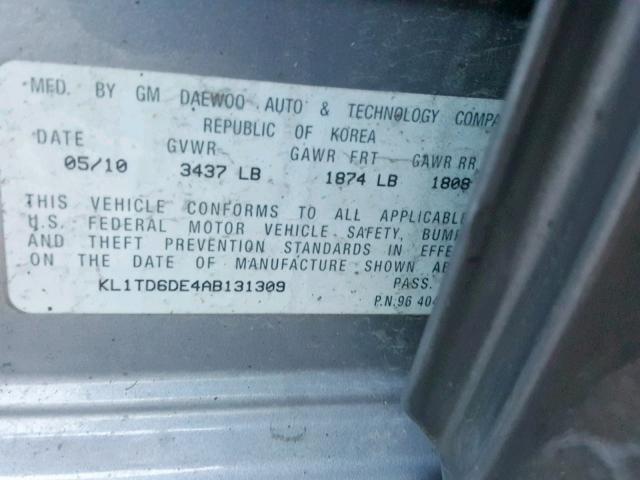 MFD. BY GM DAEWOO AUTO & TECHNOLOGY COMPA
REPUBLIC OF KOREA
DATE GVWR GAWR FRT GAWR RR
05/10 3437 LB 1874 LB 1808
THIS VEHICLE CONFORMS TO ALL APPLICABLE
U.S. FEDERAL MOTOR VEHICLE SAFETY, BUMP
AND THEFT PREVENTION STANDARDS IN EFFE
ON THE DATE OF MANUFACTURE SHOWN AB
KL1TD6DE4AB131309 PASS.
P.N.96 404